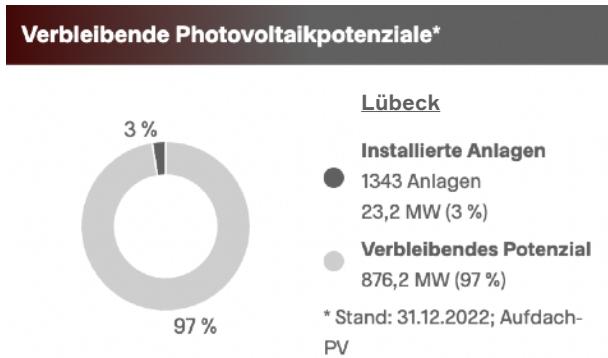 Verbleibende Photovoltaikpotenziale*
Lübeck
3 %
Installierte Anlagen
1343 Anlagen
23,2 MW (3 %)
Verbleibendes Potenzial
876,2 MW (97 %)
97 %
* Stand: 31.12.2022; Aufdach-
PV